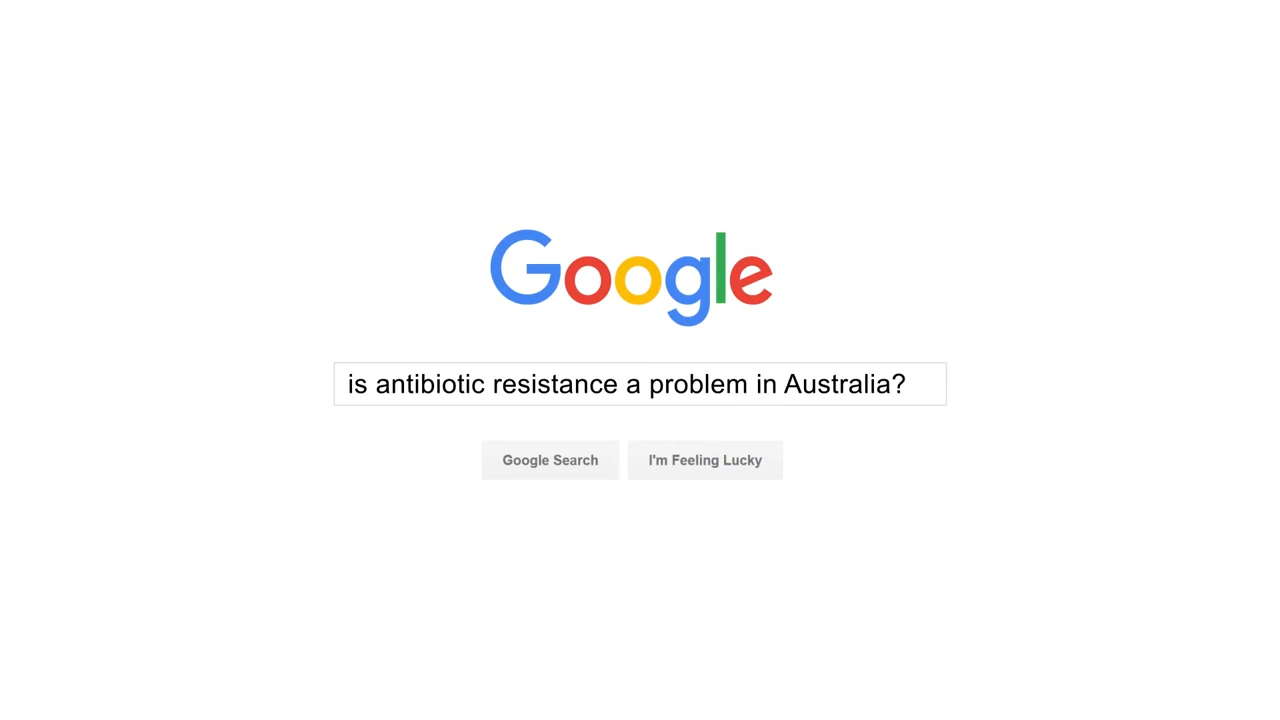 Google
is antibiotic resistance a problem in Australia?
Google Search
I'm Feeling Lucky